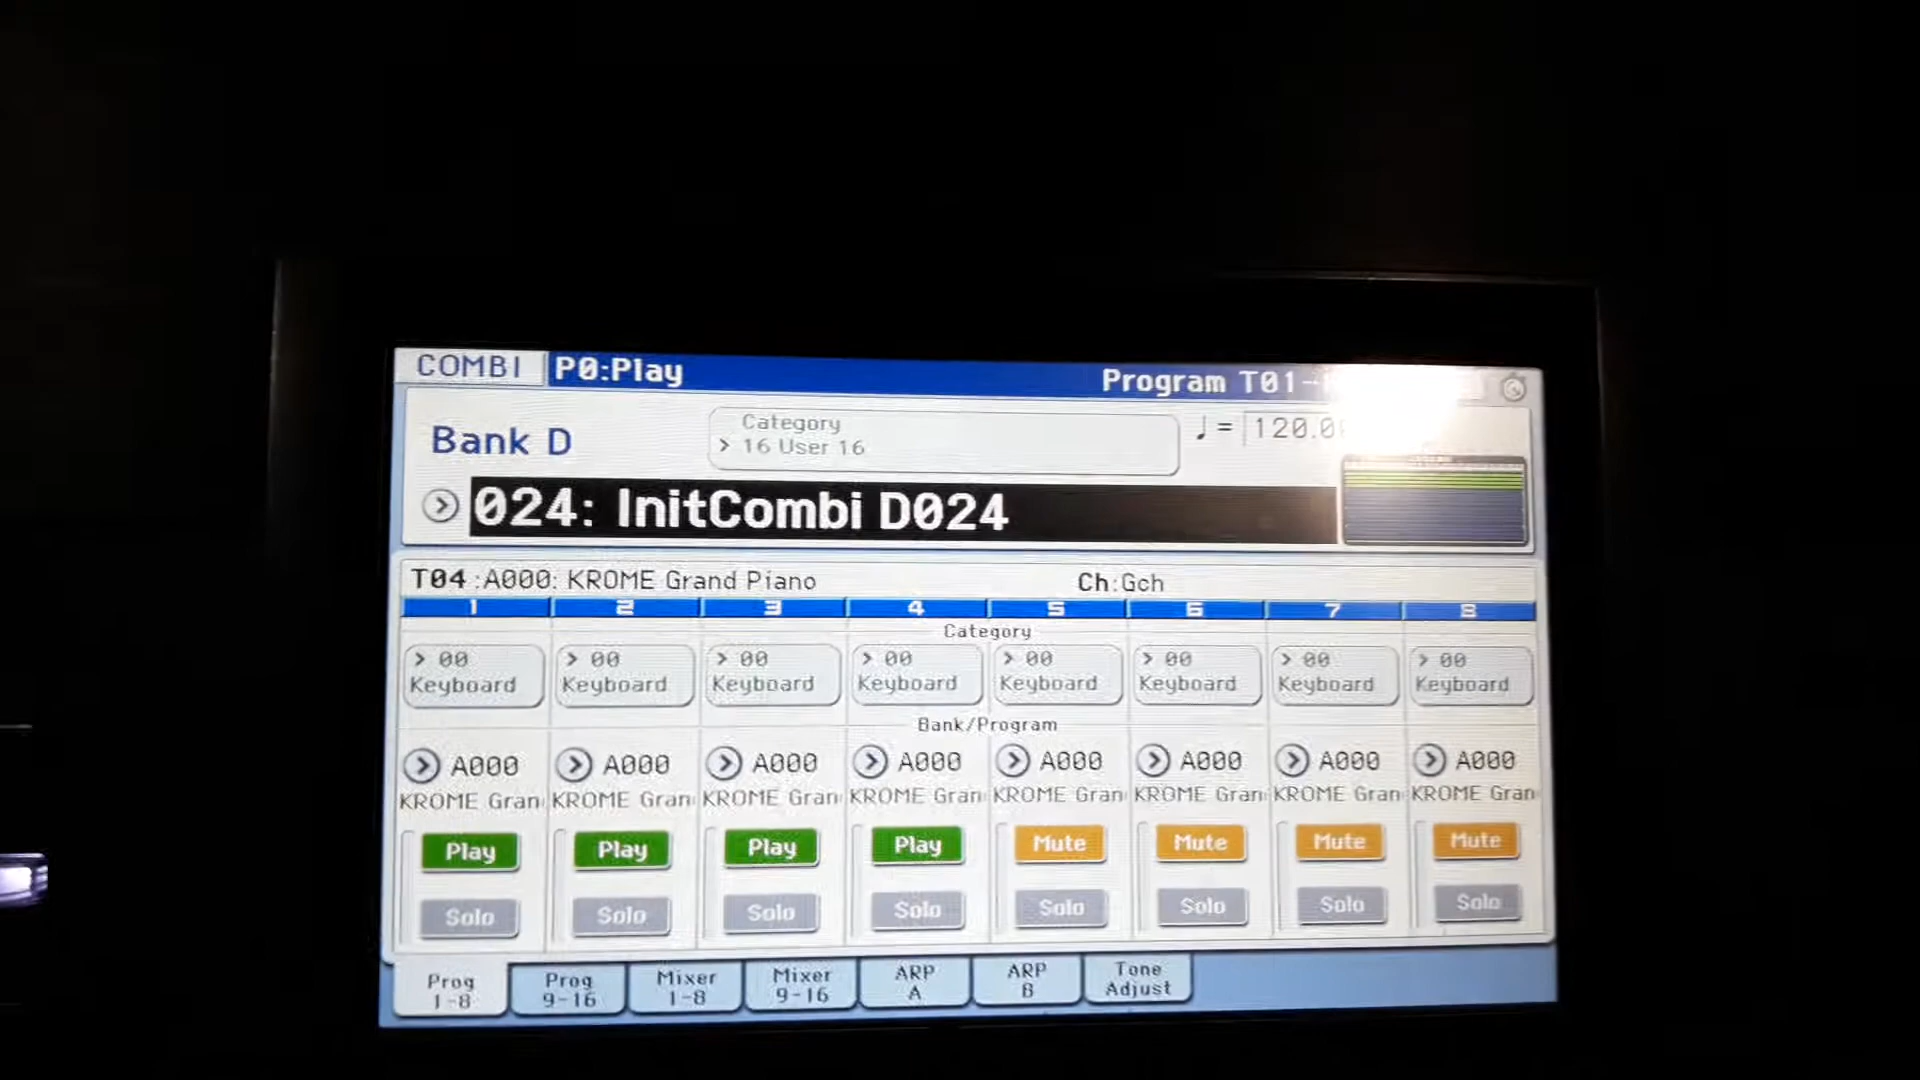 COMBI P0:Play Program T01-
Bank D
Category
> 16 User 16
♩ = 120.0
024: InitCombi D024
T04 :A000: KROME Grand Piano Ch:Gch
1 2 3 4 5 6 7 8
Category
> 00 > 00 > 00 > 00 > 00 > 00 > 00 > 00
Keyboard Keyboard Keyboard Keyboard Keyboard Keyboard Keyboard Keyboard
Bank/Program
A000 A000 A000 A000 A000 A000 A000 A000
KROME Gran KROME Gran KROME Gran KROME Gran KROME Gran KROME Gran KROME Gran KROME Gran
Play Play Play Play Mute Mute Mute Mute
Solo Solo Solo Solo Solo Solo Solo Solo
Prog Prog Mixer Mixer ARP ARP Tone
1-8 9-16 1-8 9-16 A B Adjust